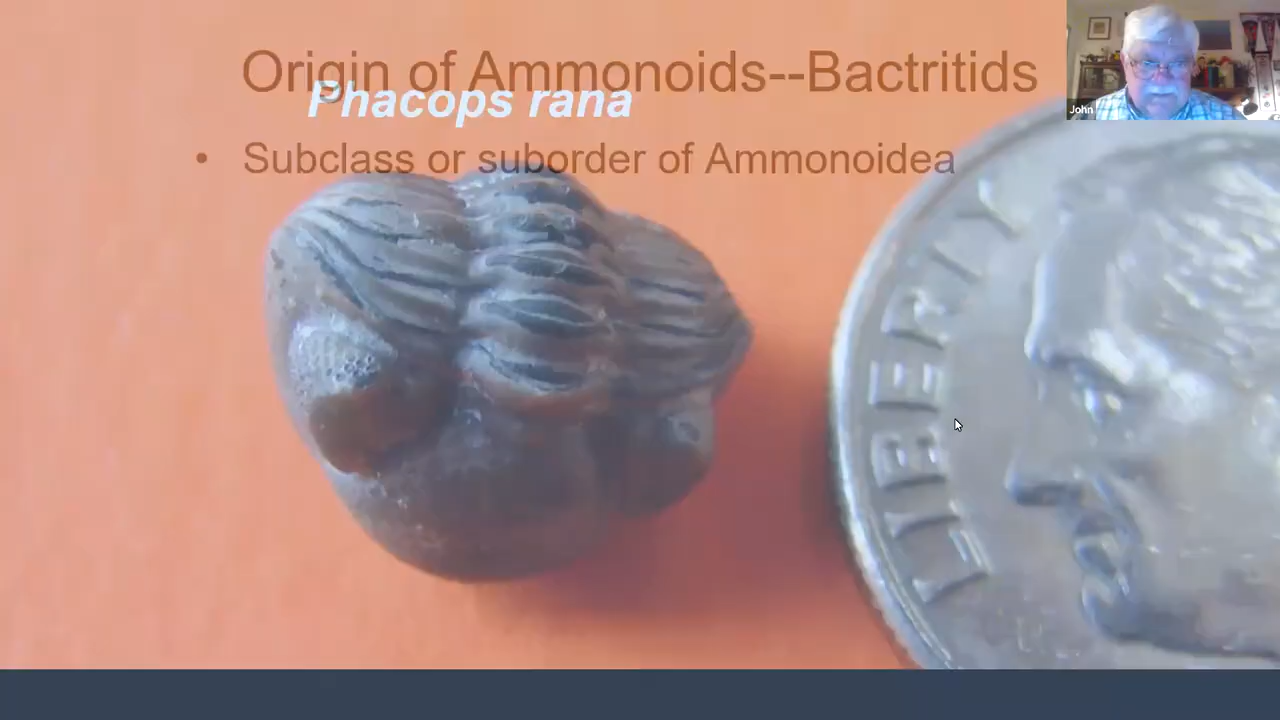 Origin of Ammonoids--Bactritids
Phacops rana
• Subclass or suborder of Ammonoidea
John
LIBERTY